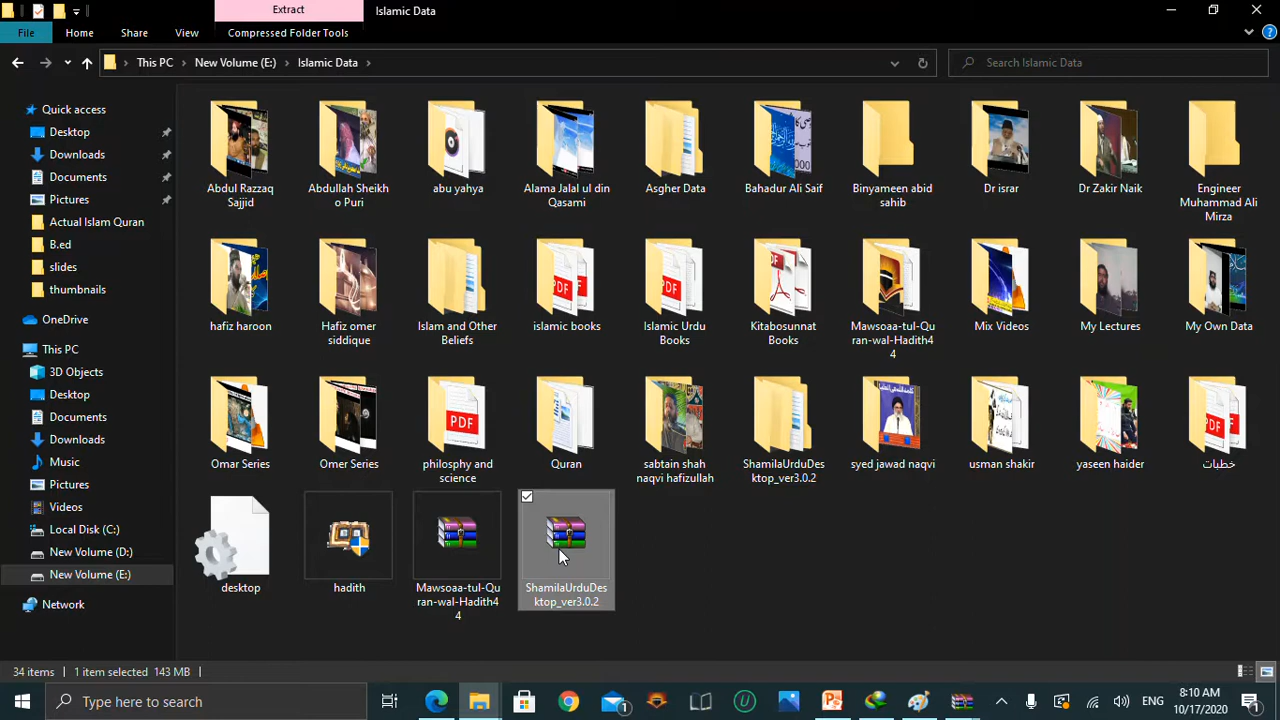 Extract
Islamic Data
File
Home
Share
View
Compressed Folder Tools
This PC
New Volume (E:)
Islamic Data
Search Islamic Data
Quick access
Desktop
Downloads
Documents
Pictures
Actual Islam Quran
B.ed
slides
thumbnails
OneDrive
This PC
3D Objects
Desktop
Documents
Downloads
Music
Pictures
Videos
Local Disk (C:)
New Volume (D:)
New Volume (E:)
Network
Abdul Razzaq
Sajjid
Abdullah Sheikh
o Puri
abu yahya
Alama Jalal ul din
Qasami
Asgher Data
Bahadur Ali Saif
Binyameen abid
sahib
Dr israr
Dr Zakir Naik
Engineer
Muhammad Ali
Mirza
hafiz haroon
Hafiz omer
siddique
Islam and Other
Beliefs
islamic books
Islamic Urdu
Books
Kitabosunnat
Books
Mawsoaa-tul-Qu
ran-wal-Hadith4
4
Mix Videos
My Lectures
My Own Data
Omar Series
Omer Series
philosphy and
science
Quran
sabtain shah
naqvi hafizullah
ShamilaUrduDes
ktop_ver3.0.2
syed jawad naqvi
usman shakir
yaseen haider
خطبات
desktop
hadith
Mawsoaa-tul-Qu
ran-wal-Hadith4
4
ShamilaUrduDes
ktop_ver3.0.2
34 items
1 item selected 143 MB
Type here to search
ENG
8:10 AM
10/17/2020